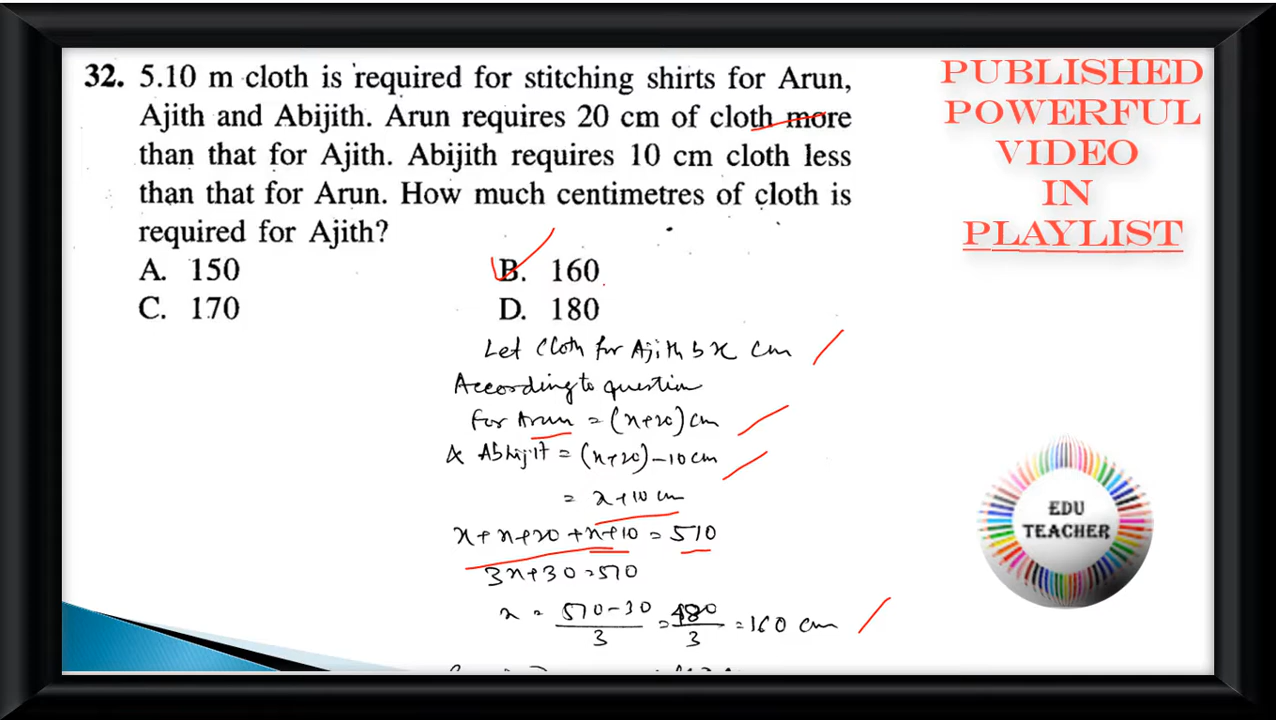 32. 5.10 m cloth is required for stitching shirts for Arun,
Ajith and Abijith. Arun requires 20 cm of cloth more
than that for Ajith. Abijith requires 10 cm cloth less
than that for Arun. How much centimetres of cloth is
required for Ajith?
A. 150 B. 160
C. 170 D. 180
Let Cloth for Ajith b x cm
According to question
For Arun = (x+20) cm
& Abhijit = (x+20) - 10 cm
= x+10 cm
x + x+20 + x+10 = 510
3x+30 = 510
x = 510-30 / 3 = 480 / 3 = 160 cm
PUBLISHED
POWERFUL
VIDEO
IN
PLAYLIST
EDU
TEACHER